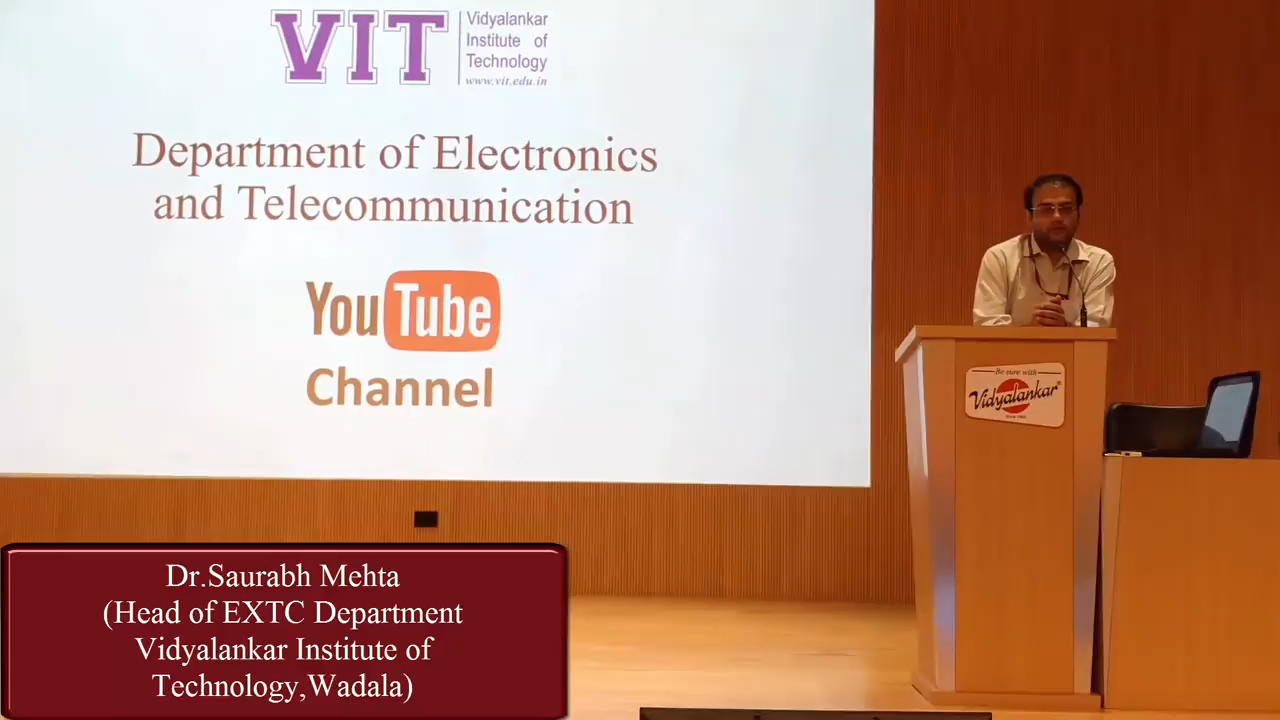 VIT
Vidyalankar
Institute of
Technology
www.vit.edu.in
Department of Electronics
and Telecommunication
YouTube
Channel
Be sure with
Vidyalankar®
Dr.Saurabh Mehta
(Head of EXTC Department
Vidyalankar Institute of
Technology,Wadala)